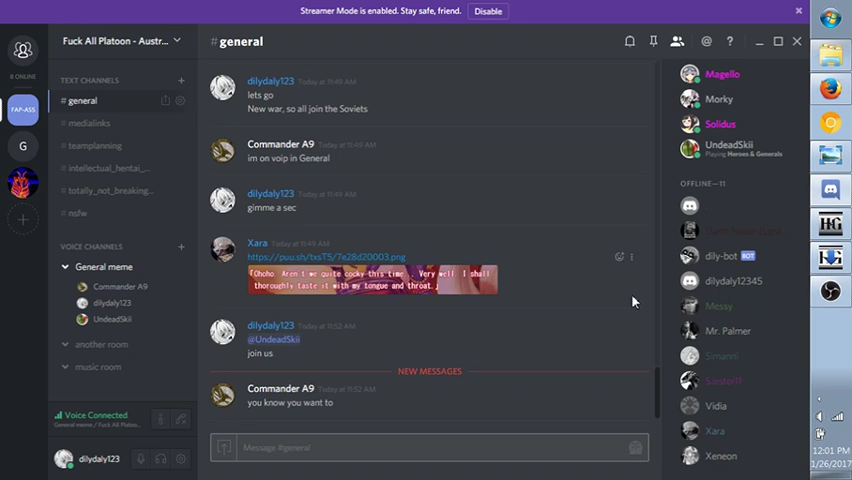 Streamer Mode is enabled. Stay safe, friend.
Disable
Fuck All Platoon - Austr...
#general
8 ONLINE
TEXT CHANNELS
# general
# medialinks
# teamplanning
# intellectual_hentai_...
# totally_not_breaking...
# nsfw
FAP-ASS
G
VOICE CHANNELS
General meme
Commander A9
dilydaly123
UndeadSkii
another room
music room
Voice Connected
General meme / Fuck All Platoon...
dilydaly123
dilydaly123 Today at 11:49 AM
lets go
New war, so all join the Soviets
Commander A9 Today at 11:49 AM
im on voip in General
dilydaly123 Today at 11:49 AM
gimme a sec
Xara Today at 11:49 AM
https://puu.sh/txsT5/7e28d20003.png
「Ohoho Aren't we quite cocky this time.. Very well I shall
thoroughly taste it with my tongue and throat.」
dilydaly123 Today at 11:52 AM
@UndeadSkii
join us
NEW MESSAGES
Commander A9 Today at 11:52 AM
you know you want to
Message #general
Magello
Morky
Solidus
UndeadSkii
Playing Heroes & Generals
OFFLINE—11
dily-bot BOT
dilydaly12345
Messy
Mr. Palmer
Simanni
Vidia
Xara
Xeneon
12:01 PM
1/26/2017